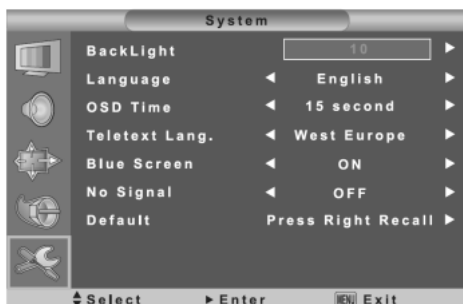 System
BackLight 10
Language English
OSD Time 15 second
Teletext Lang. West Europe
Blue Screen ON
No Signal OFF
Default Press Right Recall
Select Enter MENU Exit